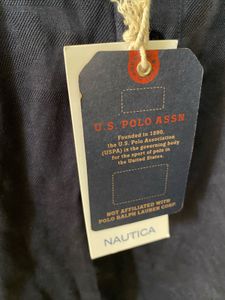 U.S. POLO ASSN
Founded in 1890,
the U.S. Polo Association
(USPA) is the governing body
for the sport of polo in
the United States.
NOT AFFILIATED WITH
POLO RALPH LAUREN CORP.
NAUTICA